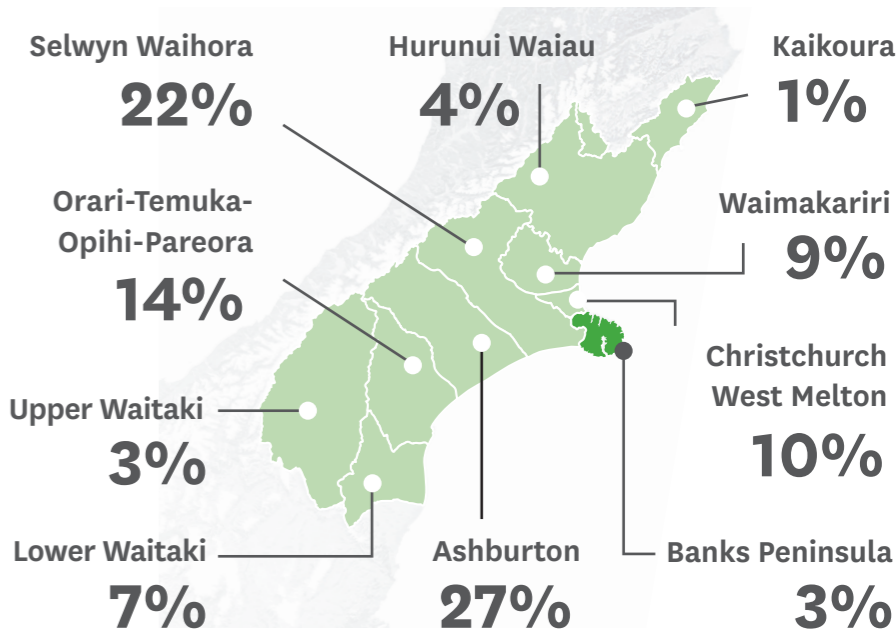 Selwyn Waihora
22%
Hurunui Waiau
4%
Kaikoura
1%
Orari-Temuka-
Opihi-Pareora
14%
Waimakariri
9%
Christchurch
West Melton
10%
Upper Waitaki
3%
Lower Waitaki
7%
Ashburton
27%
Banks Peninsula
3%